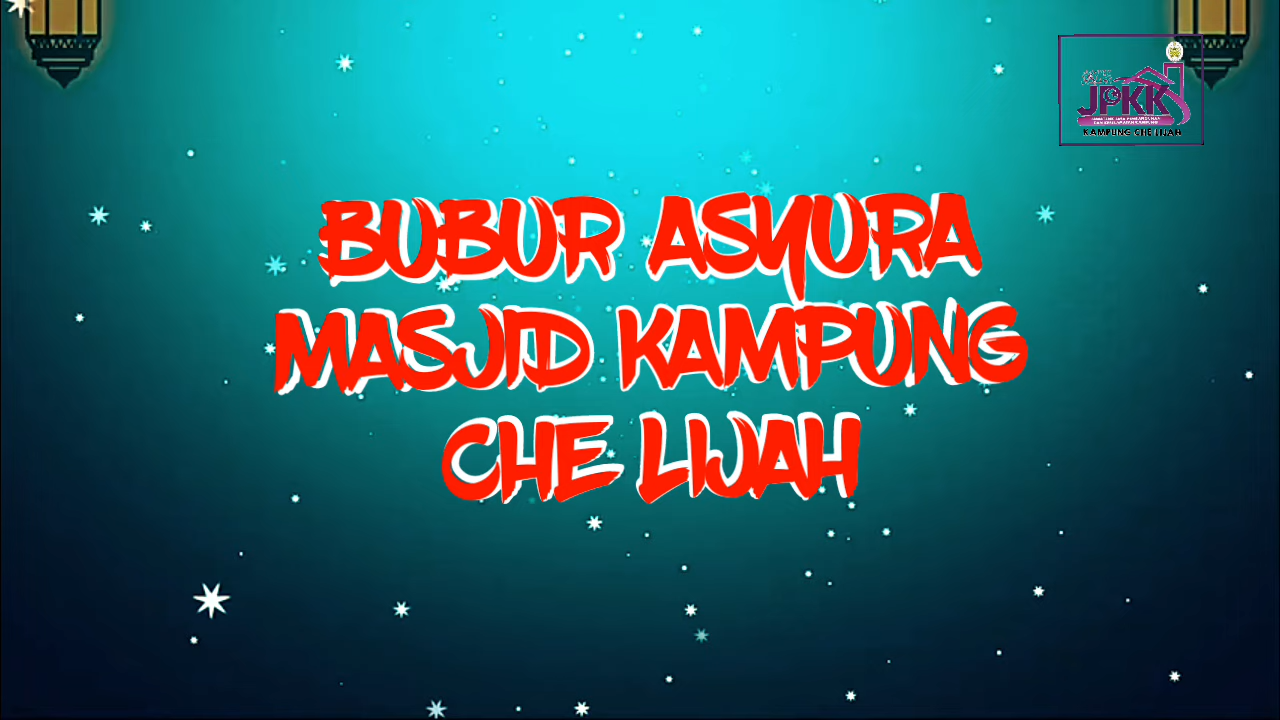 JPKK
KAMPUNG CHE LIJAH
BUBUR ASYURA
MASJID KAMPUNG
CHE LIJAH